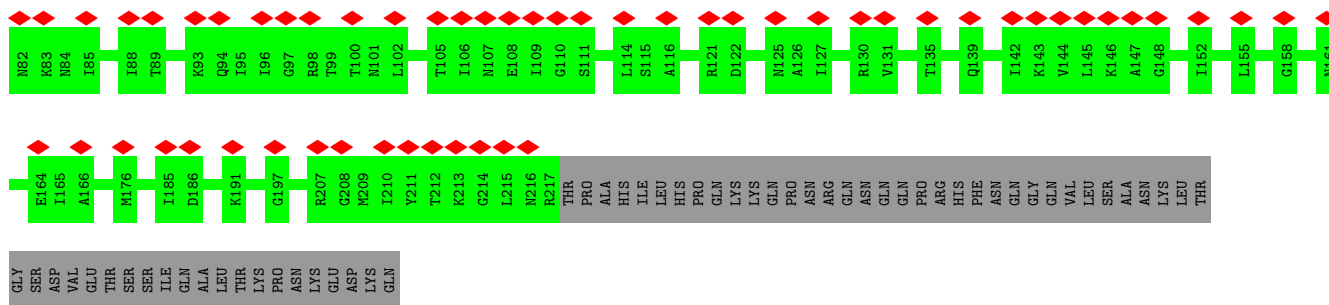 N82 K83 N84 I85 I88 T89 K93 Q94 I95 I96 G97 R98 T99 T100 N101 L102 T105 I106 N107 E108 I109 G110 S111 L114 S115 A116 R121 D122 N125 A126 I127 R130 V131 T135 Q139 I142 K143 V144 L145 K146 A147 G148 I152 L155 G158 N161
E164 I165 A166 M176 I185 D186 K191 G197 R207 G208 M209 I210 Y211 T212 K213 G214 L215 N216 R217 THR PRO ALA HIS ILE LEU HIS PRO GLN LYS LYS GLN PRO ASN ARG GLN ASN GLN GLN PRO ARG HIS PHE ASN GLN GLY GLN VAL LEU SER ALA ASN LYS LEU THR
GLY SER ASP VAL GLU THR SER SER ILE GLN ALA LEU THR LYS PRO ASN LYS GLU ASP LYS GLN